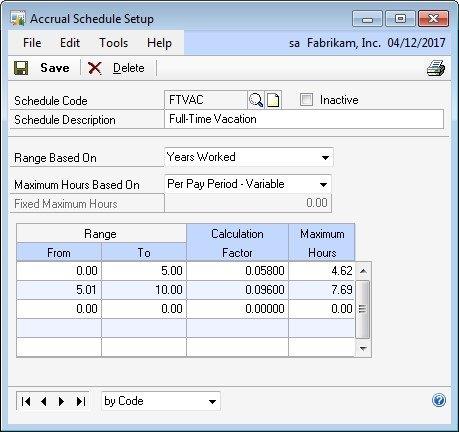 Accrual Schedule Setup
File Edit Tools Help sa Fabrikam, Inc. 04/12/2017
Save Delete
Schedule Code FTVAC Inactive
Schedule Description Full-Time Vacation
Range Based On Years Worked
Maximum Hours Based On Per Pay Period - Variable
Fixed Maximum Hours 0.00
Range Calculation Maximum
From To Factor Hours
0.00 5.00 0.05800 4.62
5.01 10.00 0.09600 7.69
0.00 0.00 0.00000 0.00
by Code